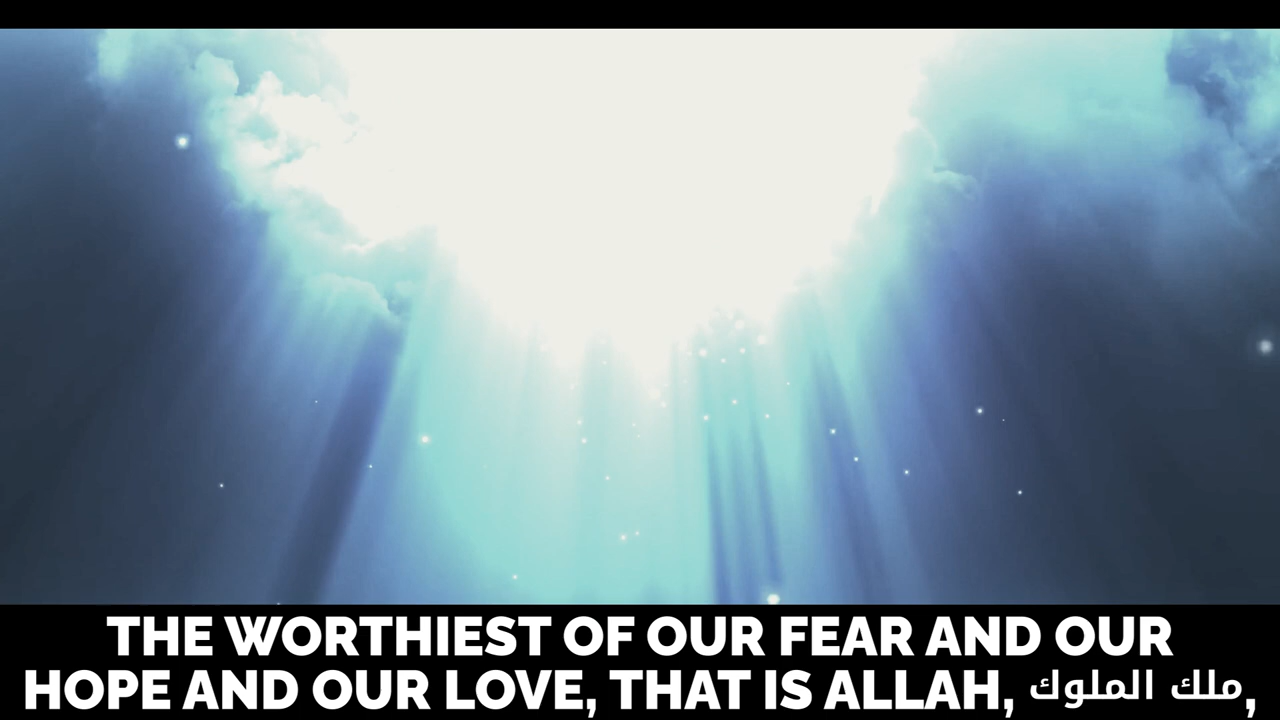 THE WORTHIEST OF OUR FEAR AND OUR
HOPE AND OUR LOVE, THAT IS ALLAH, ملك الملوك,